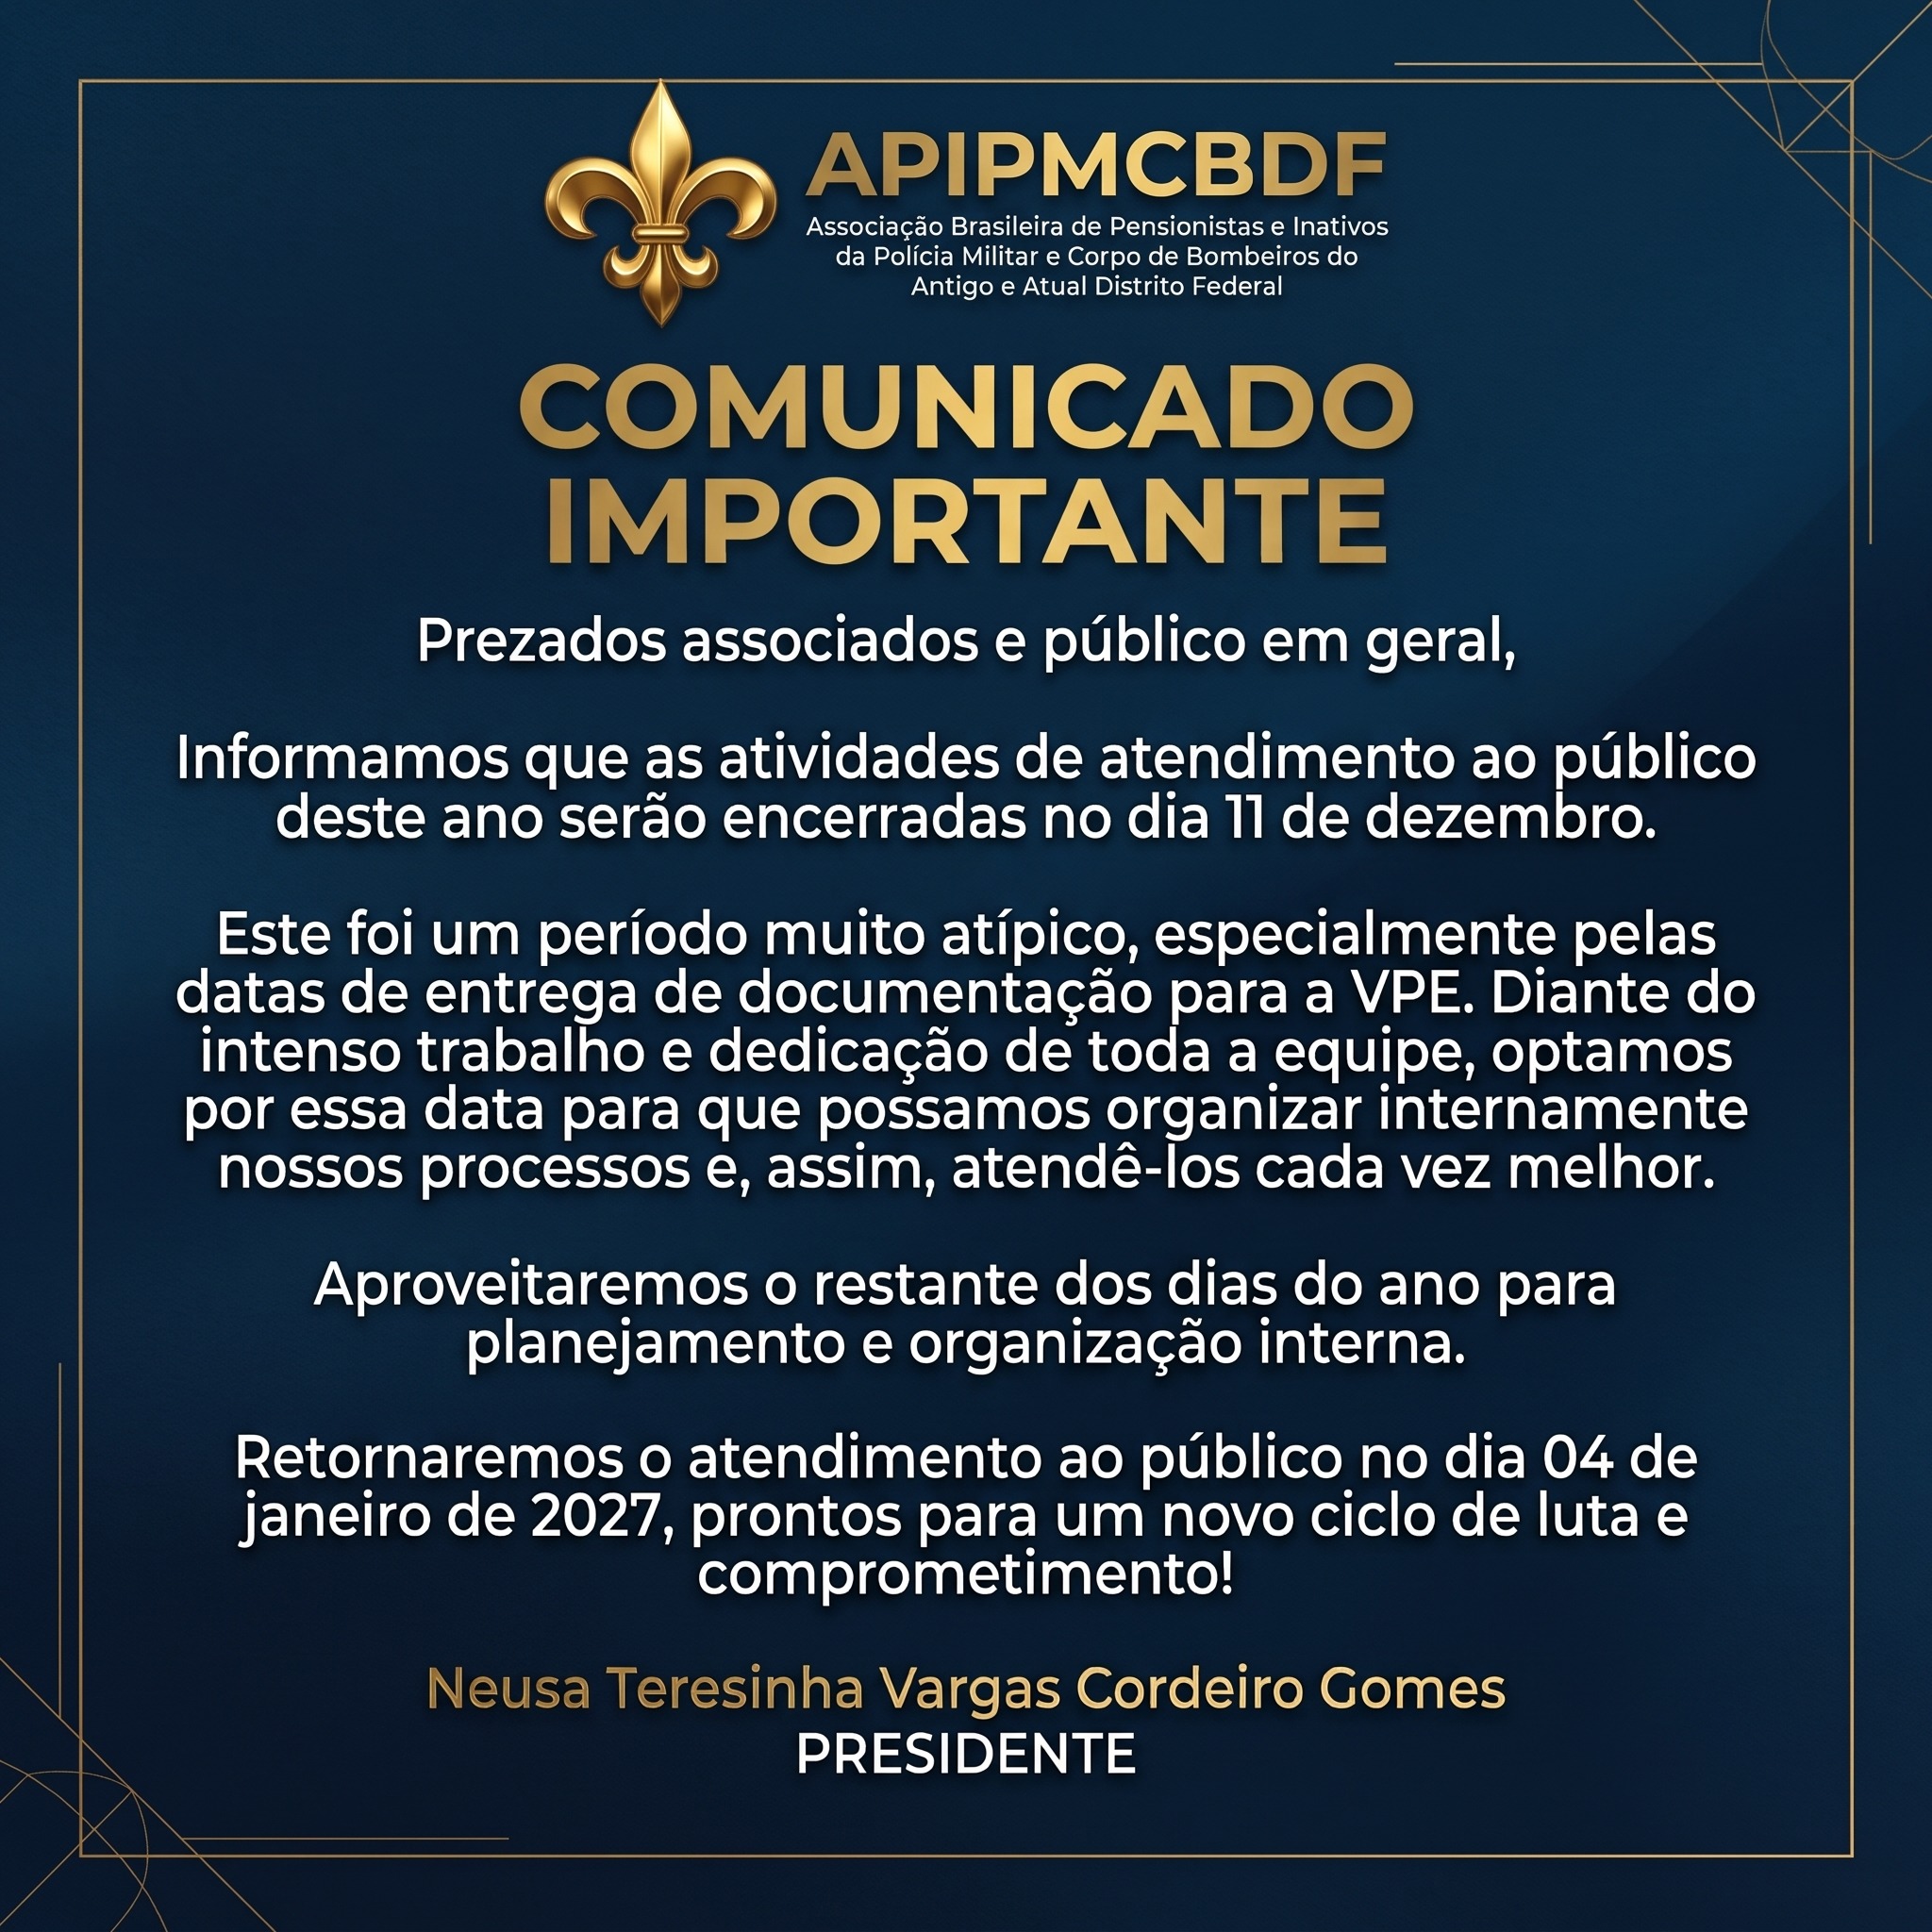 APIPMCBDF
Associação Brasileira de Pensionistas e Inativos
da Polícia Militar e Corpo de Bombeiros do
Antigo e Atual Distrito Federal
COMUNICADO
IMPORTANTE
Prezados associados e público em geral,
Informamos que as atividades de atendimento ao público
deste ano serão encerradas no dia 11 de dezembro.
Este foi um período muito atípico, especialmente pelas
datas de entrega de documentação para a VPE. Diante do
intenso trabalho e dedicação de toda a equipe, optamos
por essa data para que possamos organizar internamente
nossos processos e, assim, atendê-los cada vez melhor.
Aproveitaremos o restante dos dias do ano para
planejamento e organização interna.
Retornaremos o atendimento ao público no dia 04 de
janeiro de 2027, prontos para um novo ciclo de luta e
comprometimento!
Neusa Teresinha Vargas Cordeiro Gomes
PRESIDENTE